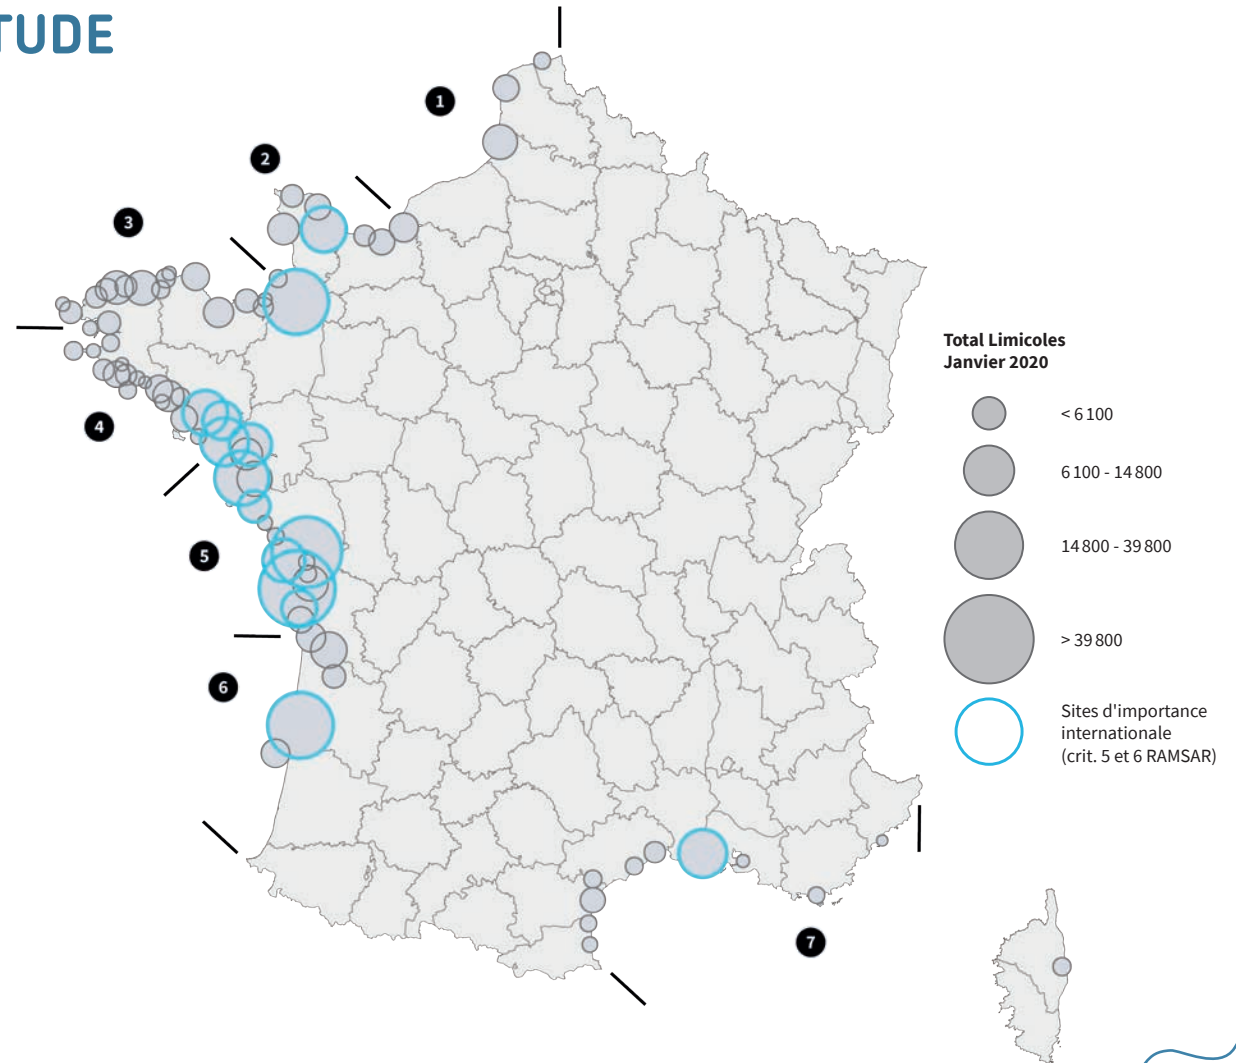 TUDE
1
2
3
4
5
6
7
Total Limicoles
Janvier 2020
< 6 100
6 100 - 14 800
14 800 - 39 800
> 39 800
Sites d'importance
internationale
(crit. 5 et 6 RAMSAR)